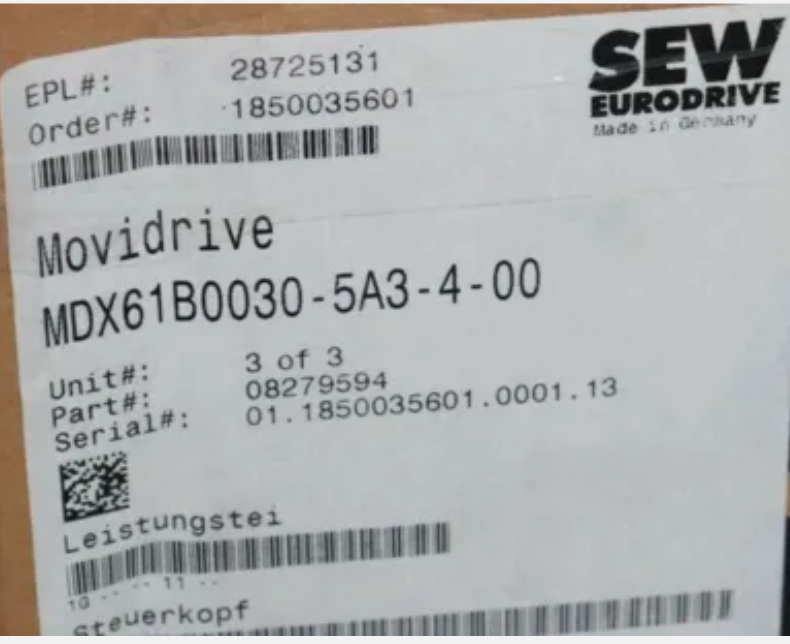 EPL#: 28725131
Order#: 1850035601
SEW
EURODRIVE
Made in Germany
Movidrive
MDX61B0030-5A3-4-00
Unit#: 3 of 3
Part#: 08279594
Serial#: 01.1850035601.0001.13
Leistungstei
Steuerkopf